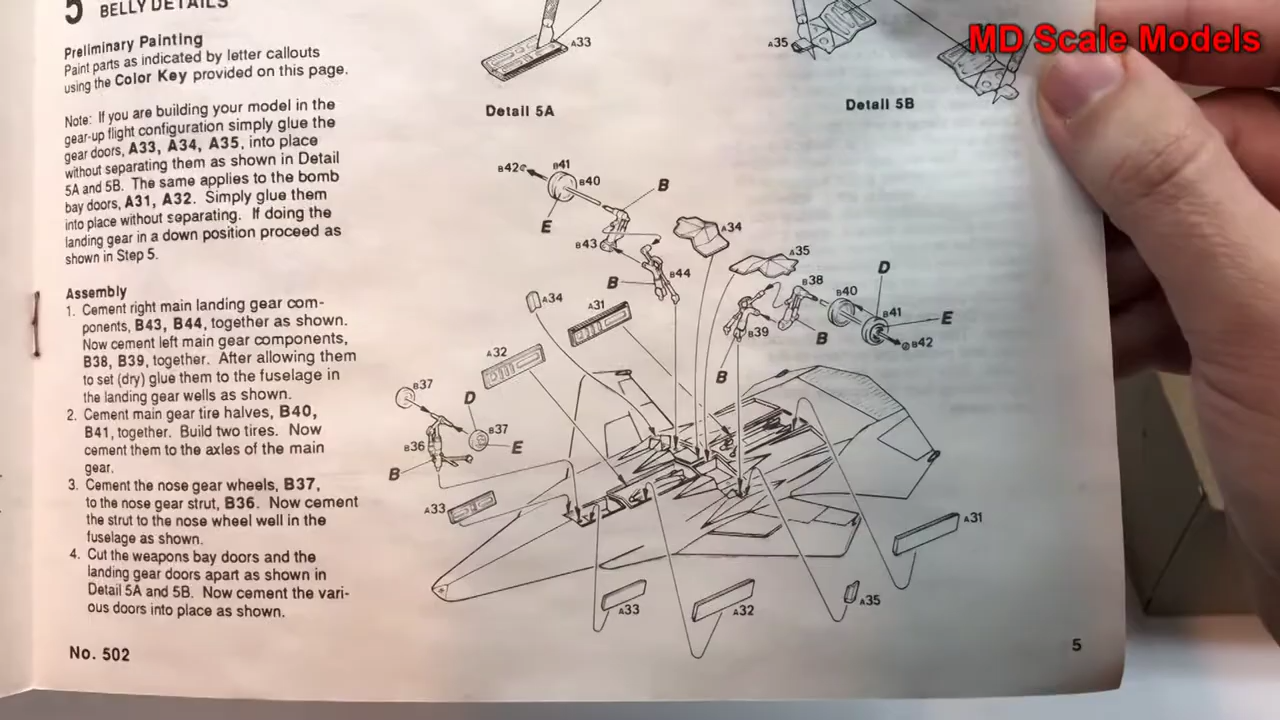 5 BELLY DETAILS
MD Scale Models
Preliminary Painting
Paint parts as indicated by letter callouts
using the Color Key provided on this page.
Note: If you are building your model in the
gear-up flight configuration simply glue the
gear doors, A33, A34, A35, into place
without separating them as shown in Detail
5A and 5B. The same applies to the bomb
bay doors, A31, A32. Simply glue them
into place without separating. If doing the
landing gear in a down position proceed as
shown in Step 5.
Assembly
1. Cement right main landing gear com-
ponents, B43, B44, together as shown.
Now cement left main gear components,
B38, B39, together. After allowing them
to set (dry) glue them to the fuselage in
the landing gear wells as shown.
2. Cement main gear tire halves, B40,
B41, together. Build two tires. Now
cement them to the axles of the main
gear.
3. Cement the nose gear wheels, B37,
to the nose gear strut, B36. Now cement
the strut to the nose wheel well in the
fuselage as shown.
4. Cut the weapons bay doors and the
landing gear doors apart as shown in
Detail 5A and 5B. Now cement the vari-
ous doors into place as shown.
No. 502
A33
A35
Detail 5A
Detail 5B
B42
B41
B40
B
E
B43
A34
B44
B
A35
B38
D
B40
B41
E
B42
B39
B
B
A34
A31
A32
B37
D
B37
B36
E
B
A33
A31
A33
A32
A35
5